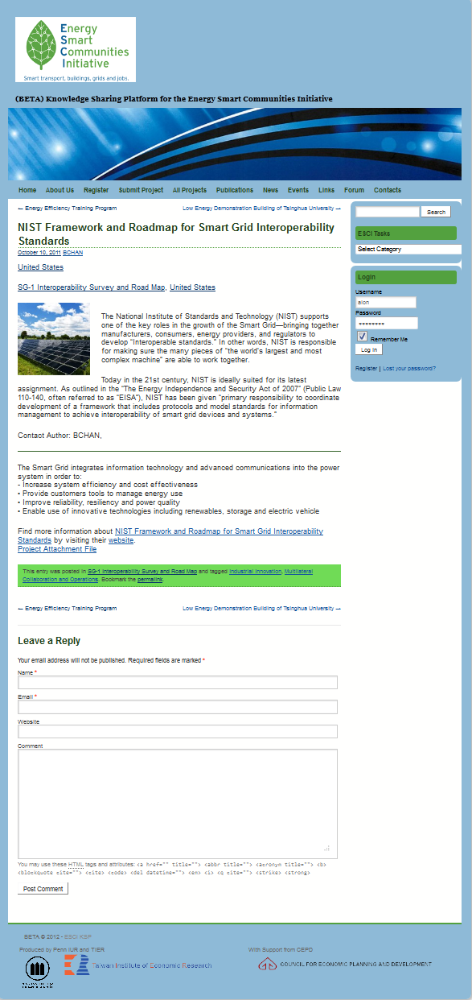 Energy
Smart
Communities
Initiative
Smart transport, buildings, grids and jobs.
(BETA) Knowledge Sharing Platform for the Energy Smart Communities Initiative
Home About Us Register Submit Project All Projects Publications News Events Links Forum Contacts
← Energy Efficiency Training Program Low Energy Demonstration Building of Tsinghua University →
NIST Framework and Roadmap for Smart Grid Interoperability
Standards
October 10, 2011 BCHAN
United States
SG-1 Interoperability Survey and Road Map, United States
The National Institute of Standards and Technology (NIST) supports
one of the key roles in the growth of the Smart Grid—bringing together
manufacturers, consumers, energy providers, and regulators to
develop "Interoperable standards." In other words, NIST is responsible
for making sure the many pieces of "the world's largest and most
complex machine" are able to work together.
Today in the 21st century, NIST is ideally suited for its latest
assignment. As outlined in the "The Energy Independence and Security Act of 2007" (Public Law
110-140, often referred to as "EISA"), NIST has been given "primary responsibility to coordinate
development of a framework that includes protocols and model standards for information
management to achieve interoperability of smart grid devices and systems."
Contact Author: BCHAN,
The Smart Grid integrates information technology and advanced communications into the power
system in order to:
- Increase system efficiency and cost effectiveness
• Provide customers tools to manage energy use
• Improve reliability, resiliency and power quality
• Enable use of innovative technologies including renewables, storage and electric vehicle
Find more information about NIST Framework and Roadmap for Smart Grid Interoperability
Standards by visiting their website.
Project Attachment File
This entry was posted in SG-1 Interoperability Survey and Road Map and tagged Industrial Innovation, Multilateral
Collaboration and Operations. Bookmark the permalink.
← Energy Efficiency Training Program Low Energy Demonstration Building of Tsinghua University →
Leave a Reply
Your email address will not be published. Required fields are marked *
Name *
Email *
Website
Comment
You may use these HTML tags and attributes: <a href="" title=""> <abbr title=""> <acronym title=""> <b>
<blockquote cite=""> <cite> <code> <del datetime=""> <em> <i> <q cite=""> <strike> <strong>
Post Comment
Search
ESCI Tasks
Select Category
Login
Username
alon
Password
••••••••
Remember Me
Log In
Register | Lost your password?
BETA © 2012 - ESCI KSP
Produced by Penn IUR and TIER
Taiwan Institute of Economic Research
With Support from CEPD
COUNCIL FOR ECONOMIC PLANNING AND DEVELOPMENT